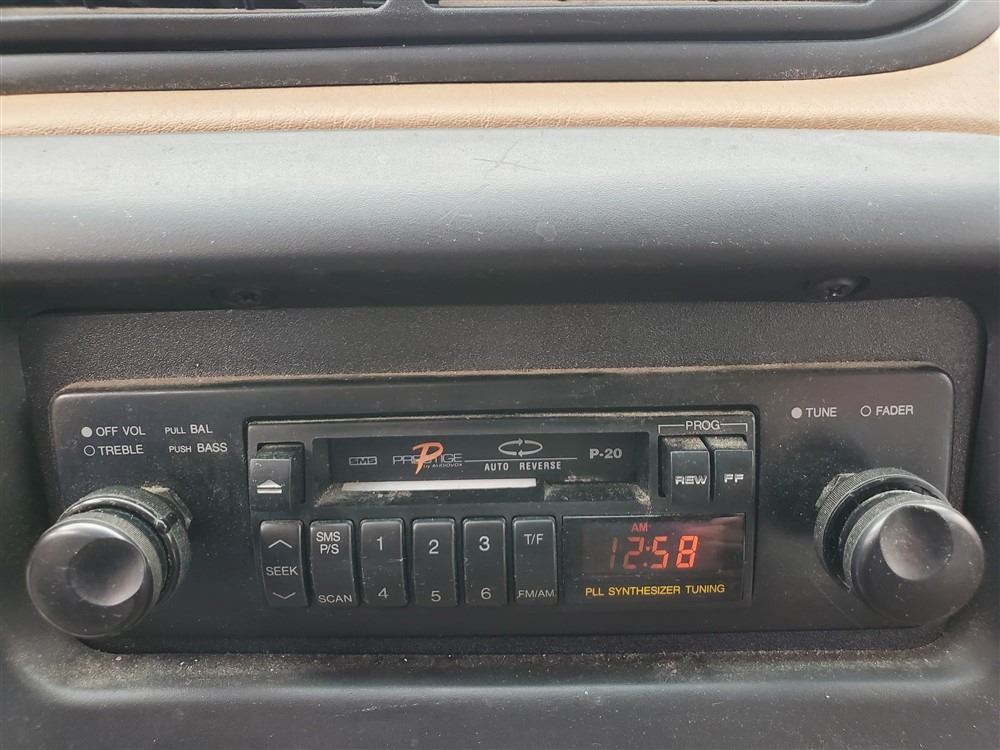 OFF VOL PULL BAL
TREBLE PUSH BASS
SMS PRESTIGE by AUDIOVOX
AUTO REVERSE
P-20
PROG
REW FF
TUNE FADER
SEEK
SMS
P/S
SCAN
1
4
2
5
3
6
T/F
FM/AM
AM
12:58
PLL SYNTHESIZER TUNING